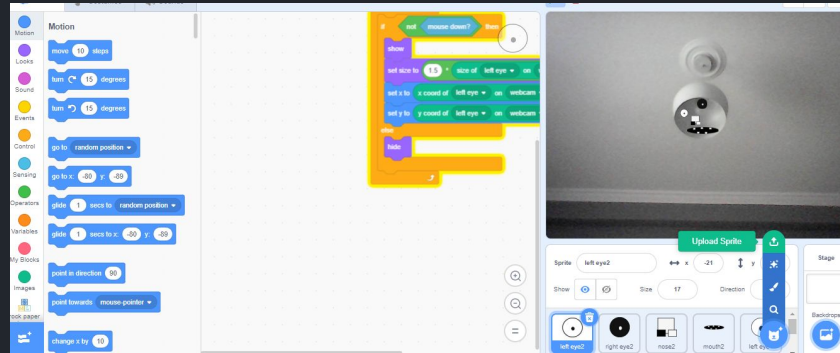 Motion
Motion
Looks
Sound
Events
Control
Sensing
Operators
Variables
My Blocks
Images
rock paper
move 10 steps
turn 15 degrees
turn 15 degrees
go to random position
go to x: -80 y: -89
glide 1 secs to random position
glide 1 secs to x: -80 y: -89
point in direction 90
point towards mouse-pointer
change x by 10
if not mouse down? then
show
set size to 1.5 * size of left eye on
set x to x coord of left eye on webcam
set y to y coord of left eye on webcam
else
hide
Upload Sprite
Sprite left eye2 x -21 y
Show Size 17 Direction
left eye2 right eye2 nose2 mouth2 left
Stage